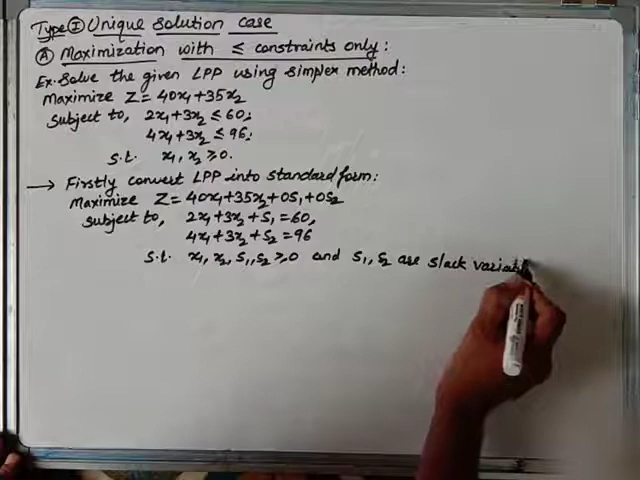 Type Ⓘ Unique solution case
Ⓐ Maximization with ≤ constraints only:
Ex. Solve the given LPP using simplex method:
Maximize Z = 40x₁ + 35x₂
Subject to, 2x₁ + 3x₂ ≤ 60;
4x₁ + 3x₂ ≤ 96;
s.t. x₁, x₂ ≥ 0.
→ Firstly convert LPP into standard form:
Maximize Z = 40x₁ + 35x₂ + 0S₁ + 0S₂
Subject to, 2x₁ + 3x₂ + S₁ = 60,
4x₁ + 3x₂ + S₂ = 96
s.t. x₁, x₂, S₁, S₂ ≥ 0 and S₁, S₂ are slack variab